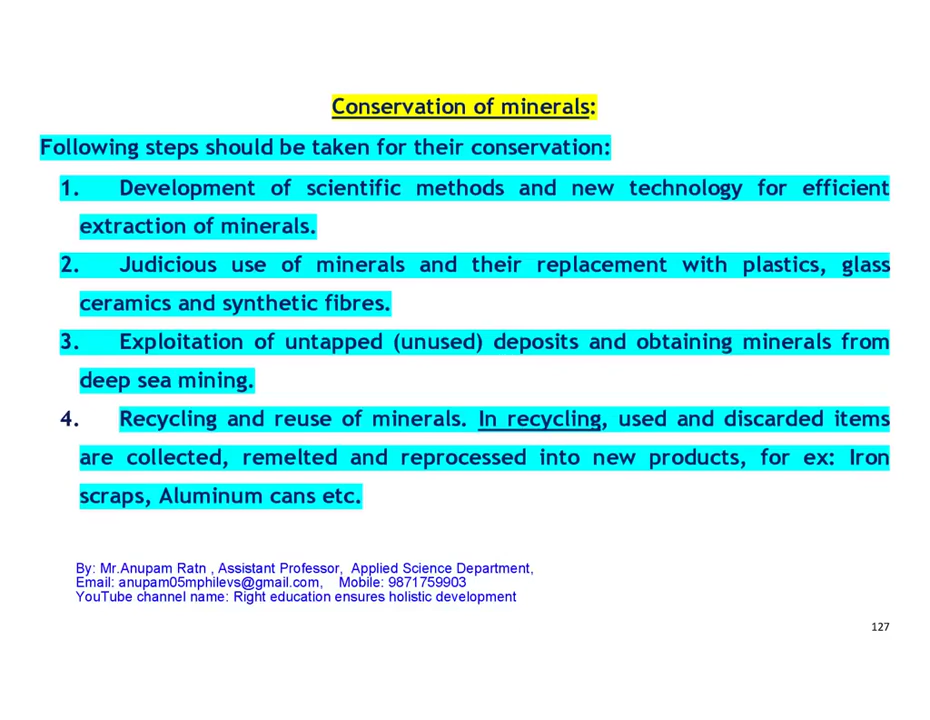 Conservation of minerals:
Following steps should be taken for their conservation:
1. Development of scientific methods and new technology for efficient
extraction of minerals.
2. Judicious use of minerals and their replacement with plastics, glass
ceramics and synthetic fibres.
3. Exploitation of untapped (unused) deposits and obtaining minerals from
deep sea mining.
4. Recycling and reuse of minerals. In recycling, used and discarded items
are collected, remelted and reprocessed into new products, for ex: Iron
scraps, Aluminum cans etc.
By: Mr.Anupam Ratn , Assistant Professor, Applied Science Department,
Email: anupam05mphilevs@gmail.com, Mobile: 9871759903
YouTube channel name: Right education ensures holistic development
127